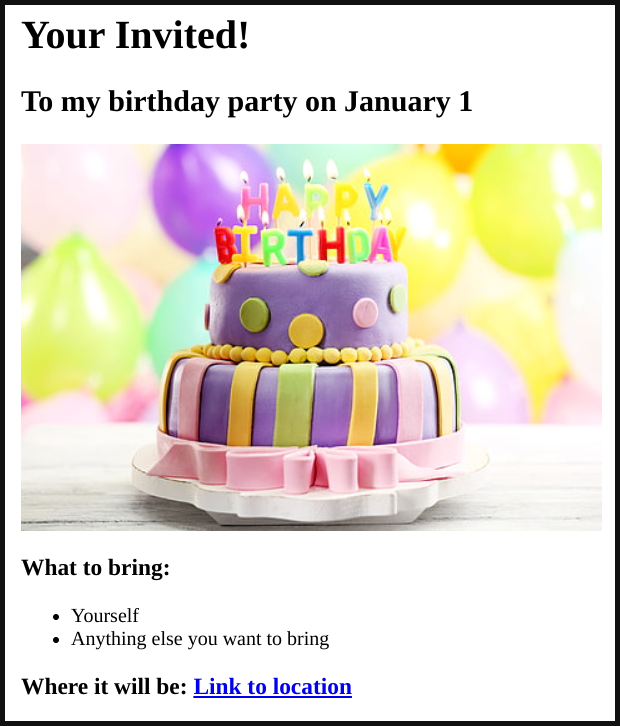 Your Invited!
To my birthday party on January 1
HAPPY
BIRTHDAY
What to bring:
Yourself
Anything else you want to bring
Where it will be: Link to location